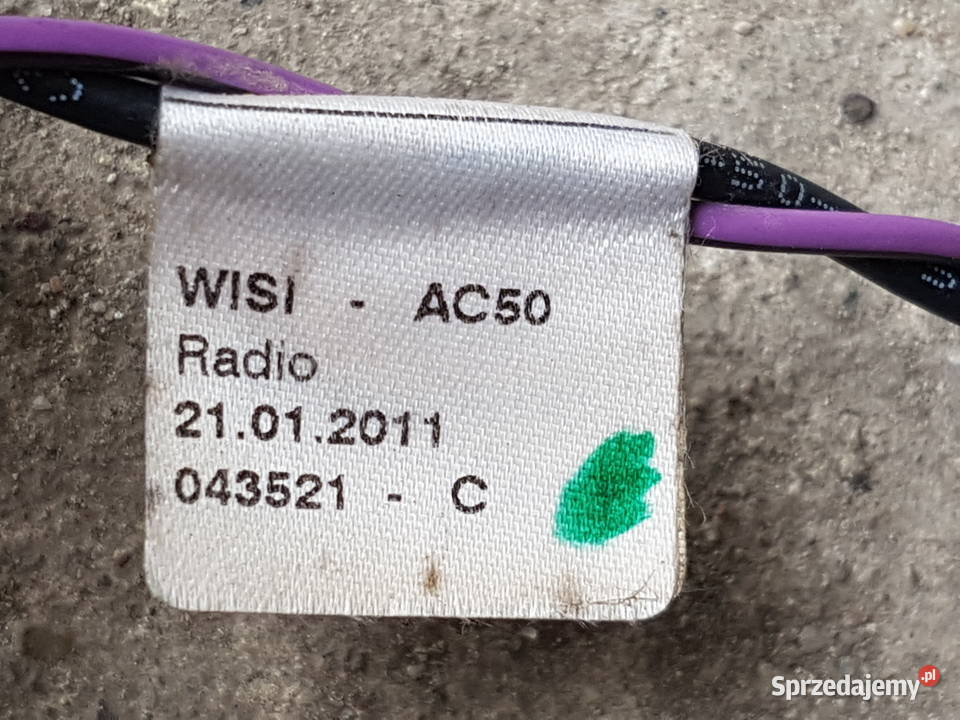 WISI - AC50
Radio
21.01.2011
043521 - C
Sprzedajemy.pl